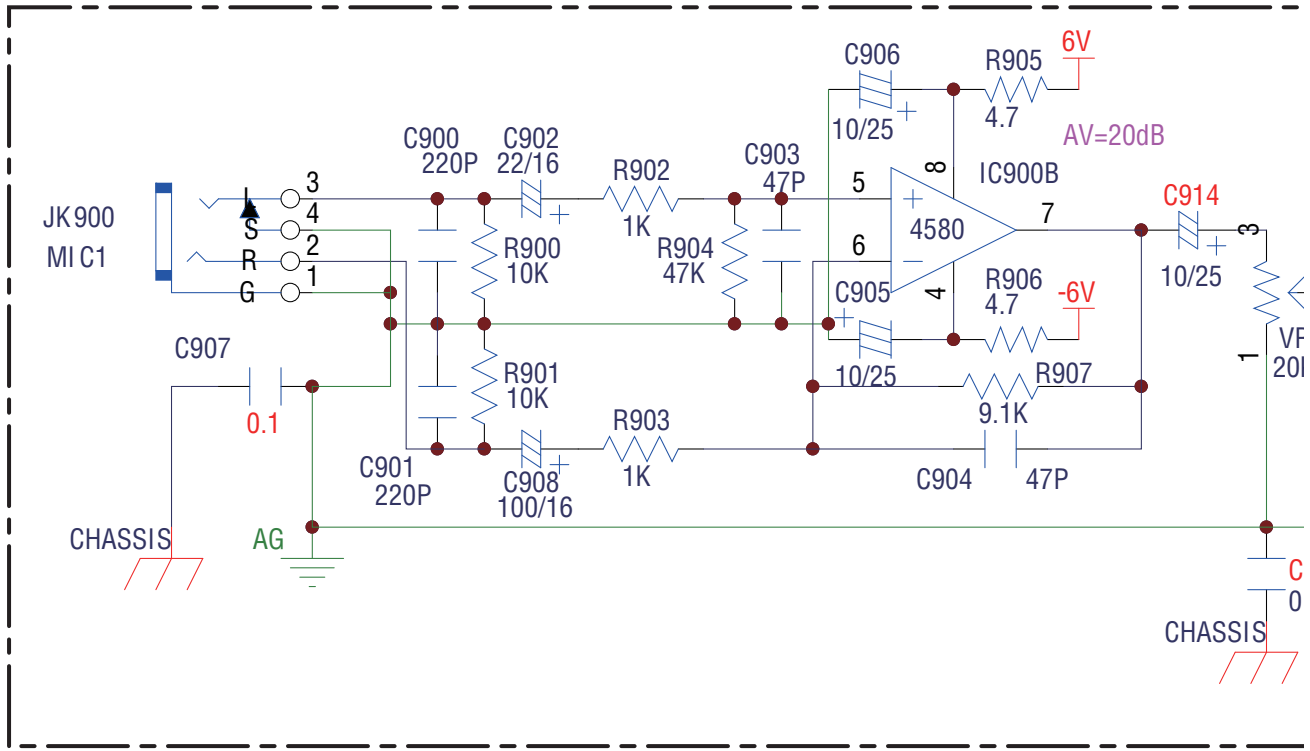 6V
C906
R905
10/25
4.7
AV=20dB
C900
220P
C902
22/16
R902
C903
47P
8
IC900B
3
5
C914
L
JK900
MIC1
4
1K
+
4580
7
S
R900
10K
R904
47K
+
3
2
6
−
R
10/25
1
G
C905
4
R906
4.7
-6V
+
10/25
C907
R901
10K
R907
1
0.1
9.1K
R903
C901
220P
C908
100/16
+
1K
C904
47P
CHASSIS
AG
CHASSIS